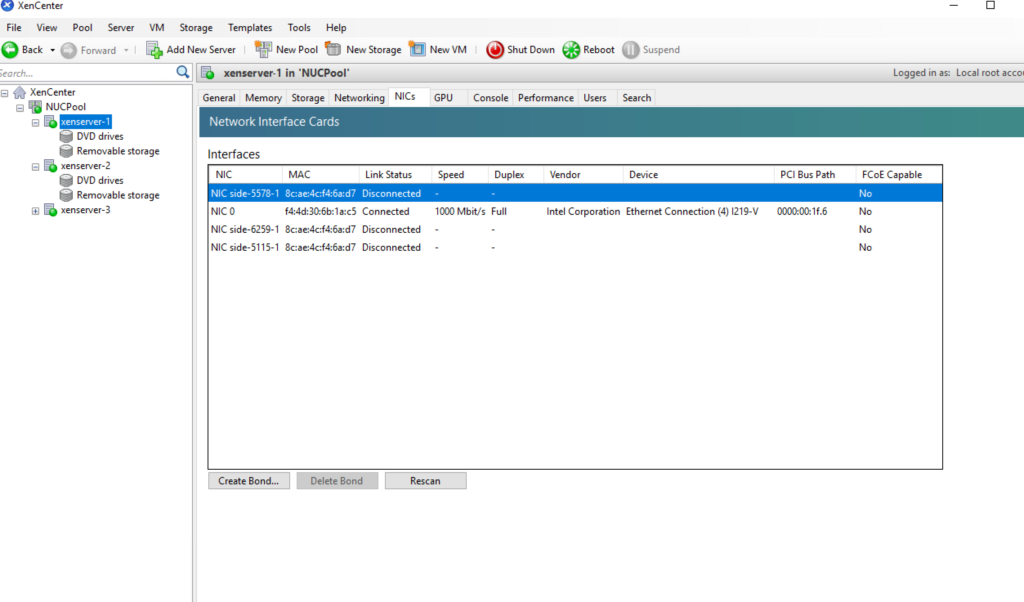 XenCenter
File View Pool Server VM Storage Templates Tools Help
Back Forward Add New Server New Pool New Storage New VM Shut Down Reboot Suspend
Search...
xenserver-1 in 'NUCPool'
Logged in as: Local root acco
XenCenter
NUCPool
xenserver-1
DVD drives
Removable storage
xenserver-2
DVD drives
Removable storage
xenserver-3
General Memory Storage Networking NICs GPU Console Performance Users Search
Network Interface Cards
Interfaces
NIC MAC Link Status Speed Duplex Vendor Device PCI Bus Path FCoE Capable
NIC side-5578-1 8c:ae:4c:f4:6a:d7 Disconnected - - No
NIC 0 f4:4d:30:6b:1a:c5 Connected 1000 Mbit/s Full Intel Corporation Ethernet Connection (4) I219-V 0000:00:1f.6 No
NIC side-6259-1 8c:ae:4c:f4:6a:d7 Disconnected - - No
NIC side-5115-1 8c:ae:4c:f4:6a:d7 Disconnected - - No
Create Bond... Delete Bond Rescan